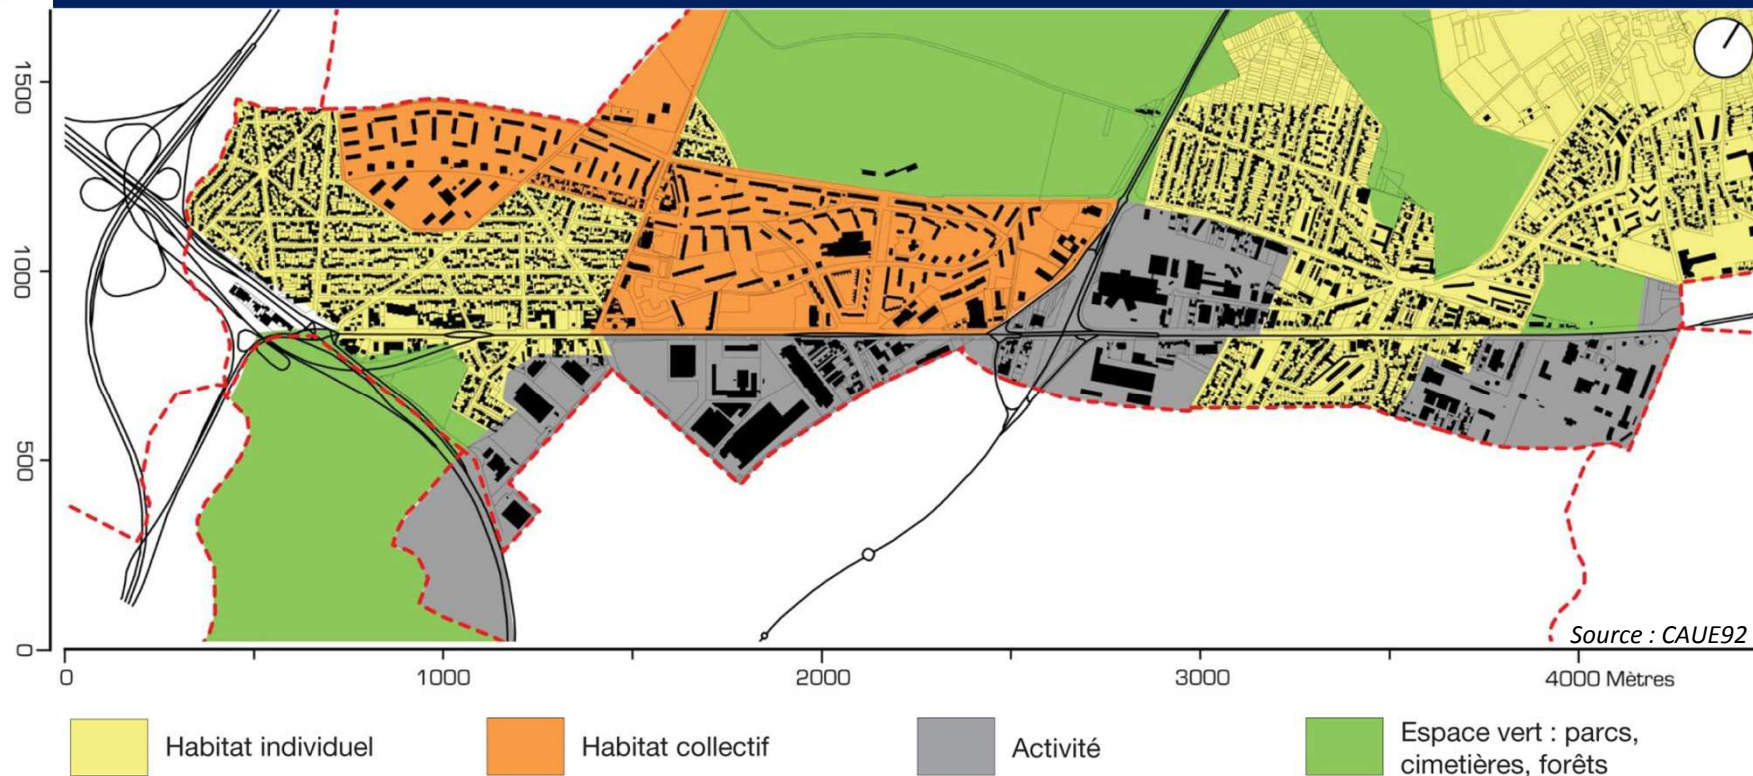 1500
1000
500
0
Source : CAUE92
0 1000 2000 3000 4000 Mètres
Habitat individuel
Habitat collectif
Activité
Espace vert : parcs,
cimetières, forêts